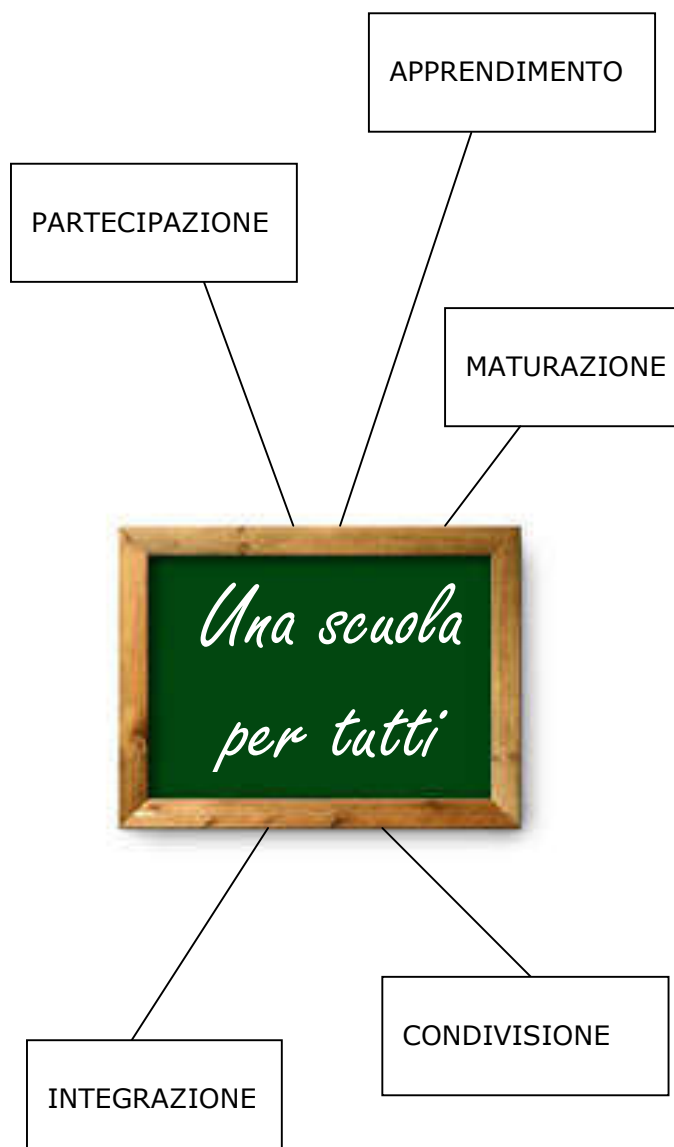 APPRENDIMENTO
PARTECIPAZIONE
MATURAZIONE
Una scuola
per tutti
CONDIVISIONE
INTEGRAZIONE